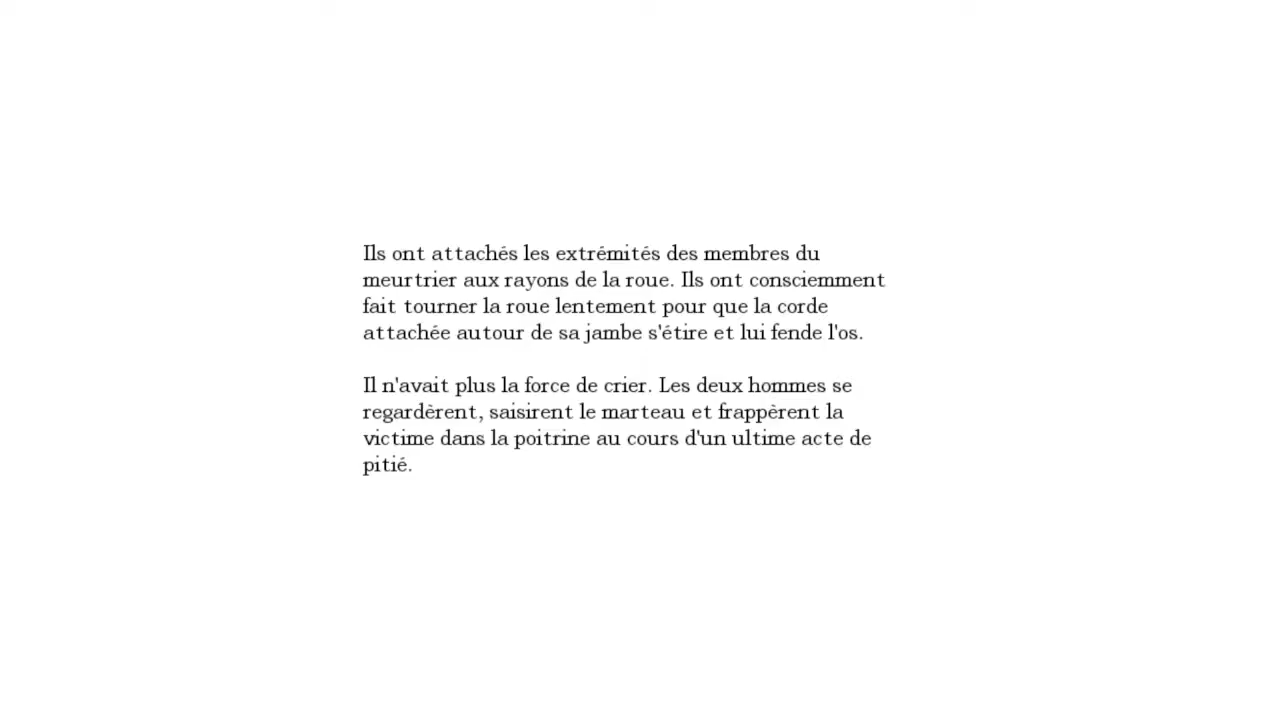 Ils ont attachés les extrémités des membres du
meurtrier aux rayons de la roue. Ils ont consciemment
fait tourner la roue lentement pour que la corde
attachée autour de sa jambe s'étire et lui fende l'os.
Il n'avait plus la force de crier. Les deux hommes se
regardèrent, saisirent le marteau et frappèrent la
victime dans la poitrine au cours d'un ultime acte de
pitié.